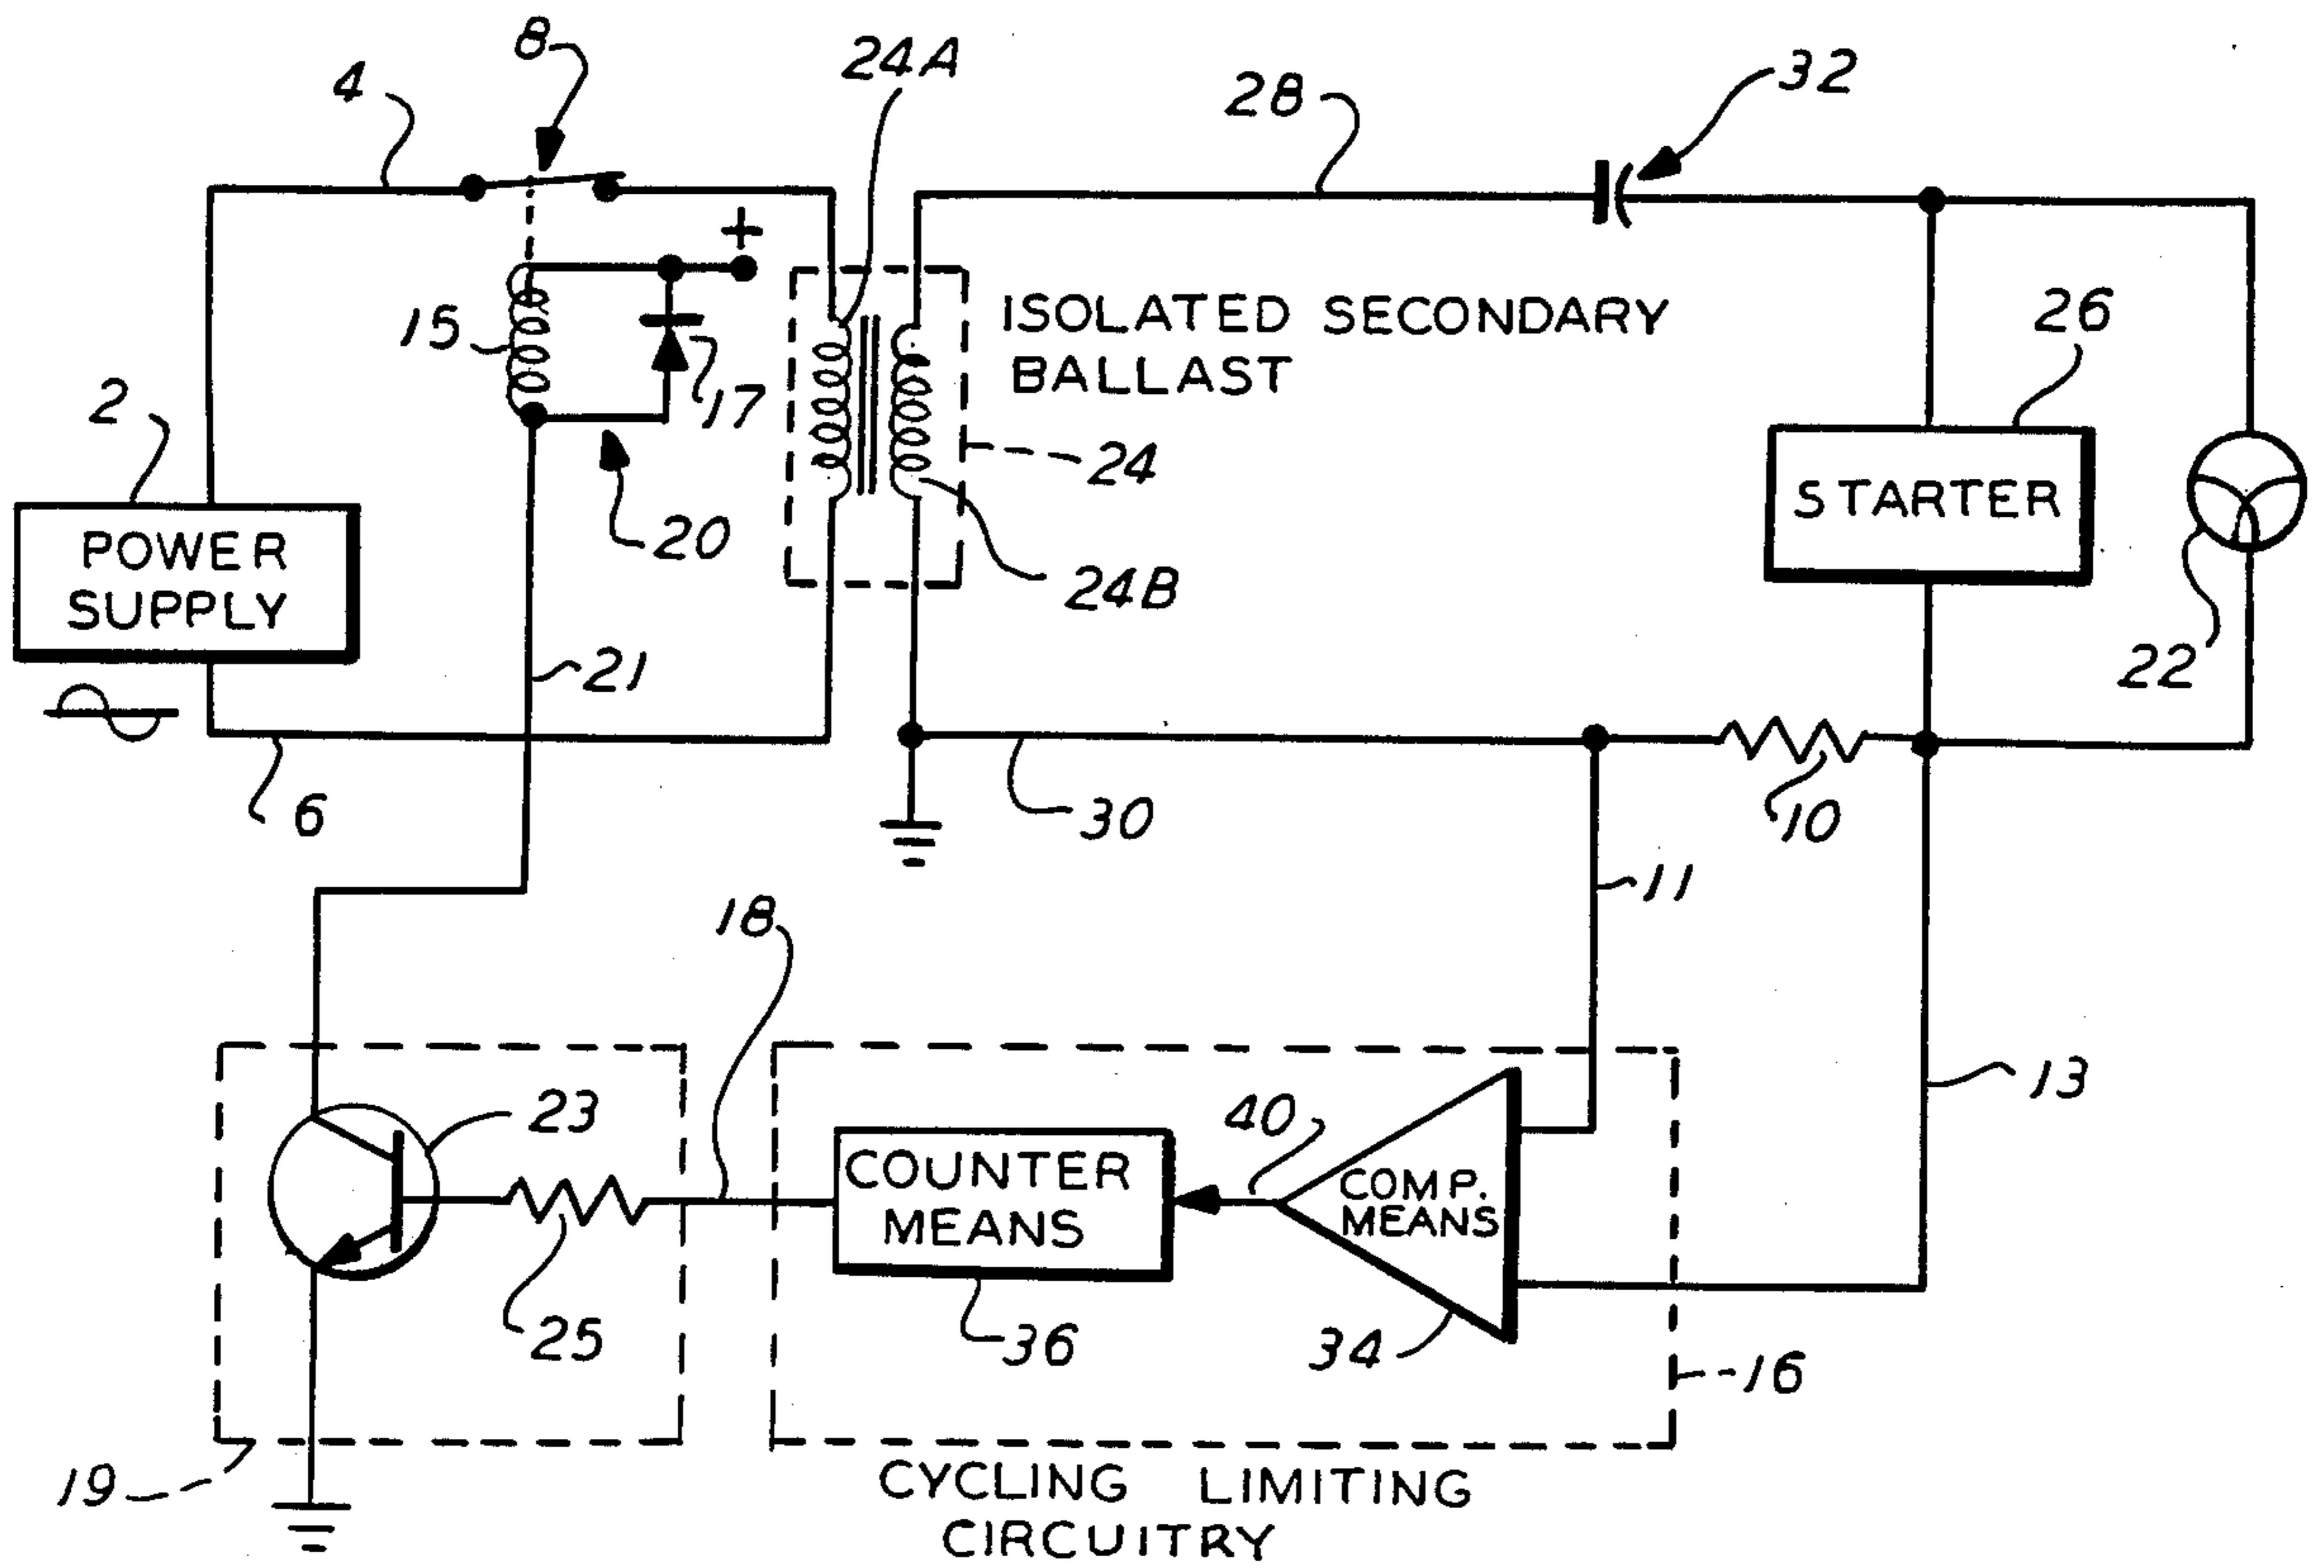 8
4
24A
28
32
+
ISOLATED SECONDARY
BALLAST
15
17
26
2
24
STARTER
POWER
SUPPLY
20
24B
21
22
6
30
10
11
18
13
23
40
COUNTER
MEANS
COMP.
MEANS
25
36
34
16
19
CYCLING LIMITING
CIRCUITRY